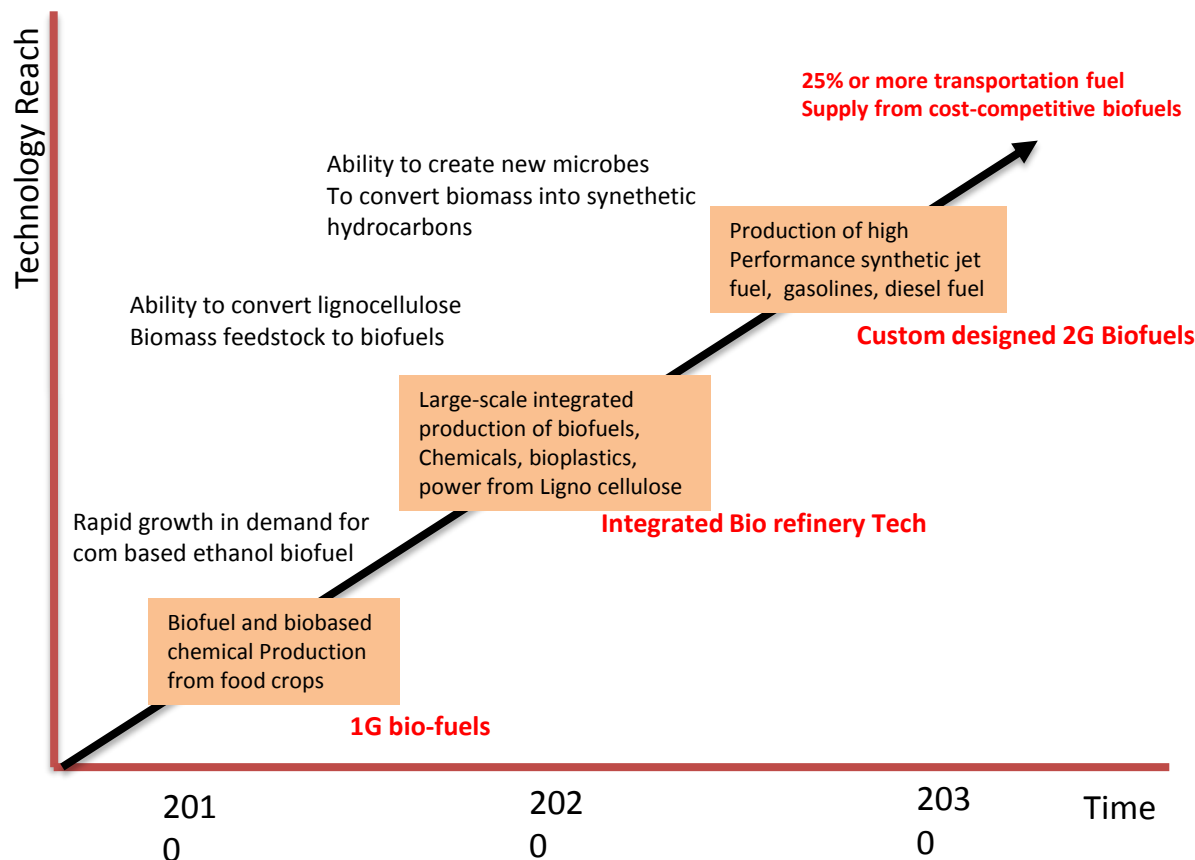 Technology Reach
25% or more transportation fuel
Supply from cost-competitive biofuels
Ability to create new microbes
To convert biomass into synethetic
hydrocarbons
Production of high
Performance synthetic jet
fuel, gasolines, diesel fuel
Custom designed 2G Biofuels
Ability to convert lignocellulose
Biomass feedstock to biofuels
Large-scale integrated
production of biofuels,
Chemicals, bioplastics,
power from Ligno cellulose
Integrated Bio refinery Tech
Rapid growth in demand for
com based ethanol biofuel
Biofuel and biobased
chemical Production
from food crops
1G bio-fuels
201
0
202
0
203
0
Time